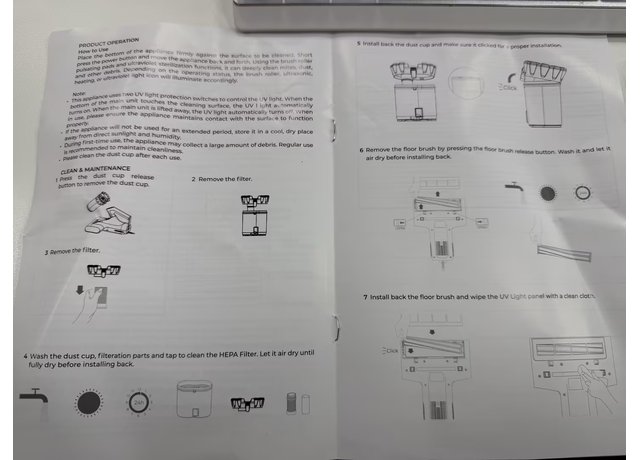 PRODUCT OPERATION
How to Use
Place the bottom of the appliance firmly against the surface to be cleaned. Short
press the power button and move the appliance back and forth. Using the brush roller
pulsating pads and ultraviolet sterilization functions, it can deeply clean mites, dust,
and other debris. Depending on the operating status, the brush roller, ultrasonic,
heating, or ultraviolet light icon will illuminate accordingly.
Note:
• This appliance uses two UV light protection switches to control the UV light. When the
bottom of the main unit touches the cleaning surface, the UV light automatically
turns on. When the main unit is lifted away, the UV light automatically turns off. When
in use, please ensure the appliance maintains contact with the surface to function
properly.
• If the appliance will not be used for an extended period, store it in a cool, dry place
away from direct sunlight and humidity.
• During first-time use, the appliance may collect a large amount of debris. Regular use
is recommended to maintain cleanliness.
• Please clean the dust cup after each use.
CLEAN & MAINTENANCE
1 Press the dust cup release
button to remove the dust cup.
2 Remove the filter.
3 Remove the filter.
4 Wash the dust cup, filteration parts and tap to clean the HEPA Filter. Let it air dry until
fully dry before installing back.
24h
5 Install back the dust cup and make sure it clicked for a proper installation.
Click
6 Remove the floor brush by pressing the floor brush release button. Wash it and let it
air dry before installing back.
7 Install back the floor brush and wipe the UV Light panel with a clean cloth.
Click